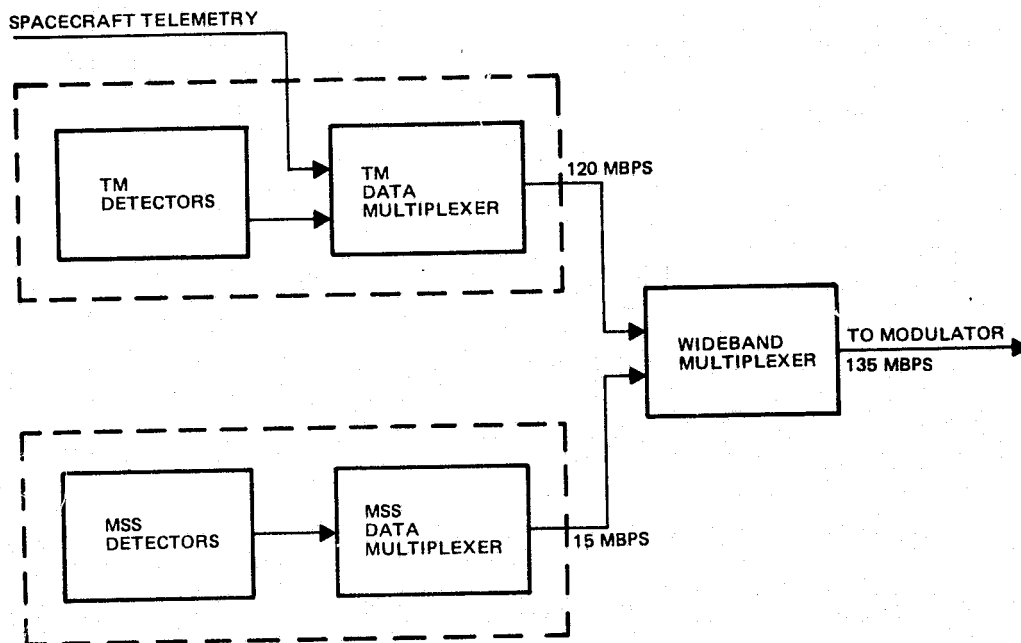 SPACECRAFT TELEMETRY
TM
DETECTORS
TM
DATA
MULTIPLEXER
120 MBPS
WIDEBAND
MULTIPLEXER
TO MODULATOR
135 MBPS
MSS
DETECTORS
MSS
DATA
MULTIPLEXER
15 MBPS